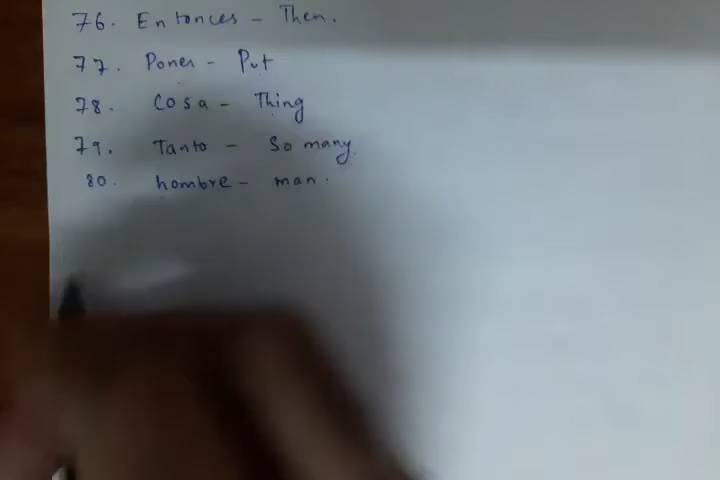 76. Entonces - Then.
77. Poner - Put
78. Cosa - Thing
79. Tanto - So many.
80. hombre - man.